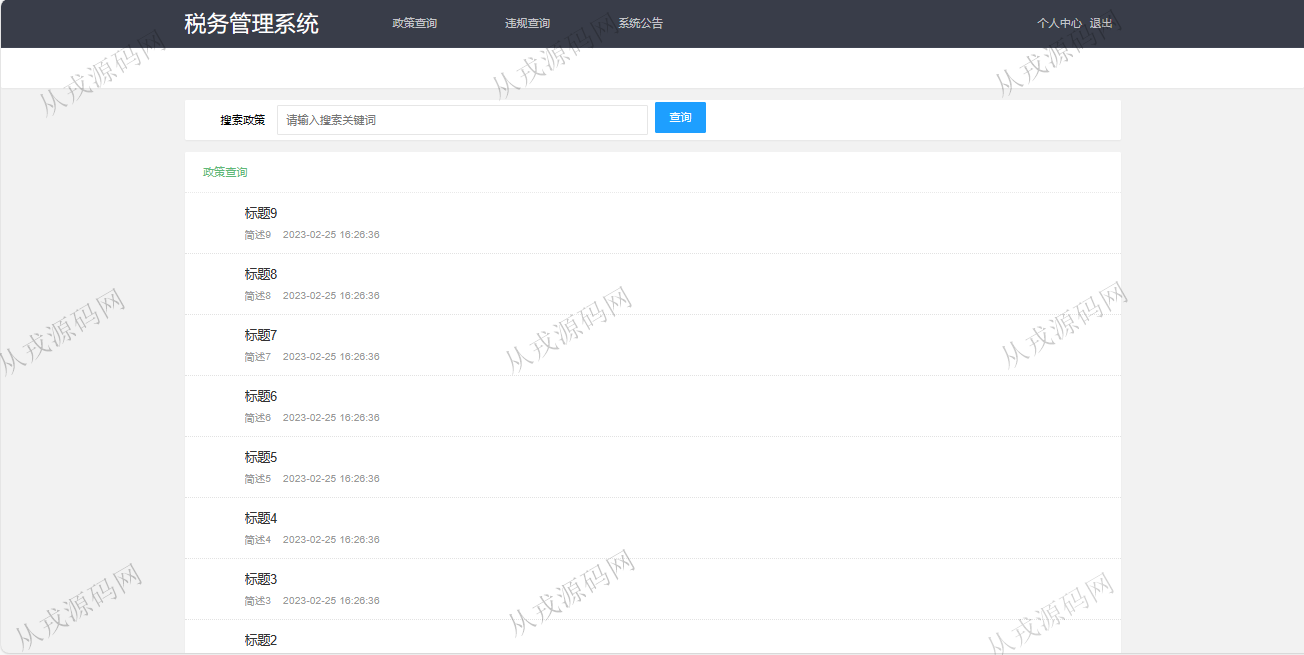 税务管理系统 政策查询 违规查询 系统公告 个人中心 退出
从戎源码网 从戎源码网 从戎源码网
搜索政策 请输入搜索关键词 查询
政策查询
标题9
简述9 2023-02-25 16:26:36
标题8
简述8 2023-02-25 16:26:36
从戎源码网 从戎源码网 从戎源码网
标题7
简述7 2023-02-25 16:26:36
标题6
简述6 2023-02-25 16:26:36
标题5
简述5 2023-02-25 16:26:36
标题4
简述4 2023-02-25 16:26:36
标题3
简述3 2023-02-25 16:26:36
从戎源码网 从戎源码网 从戎源码网
标题2